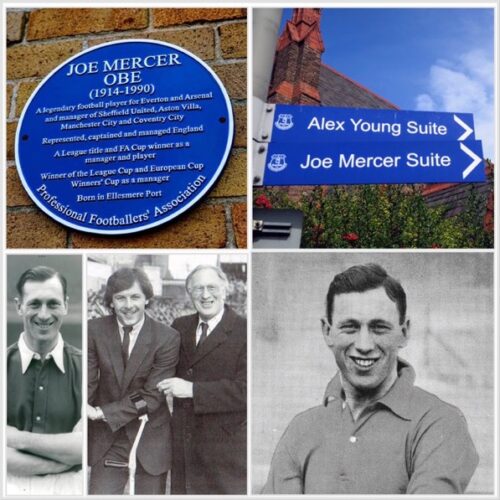 JOE MERCER
OBE
(1914-1990)
A legendary football player for Everton and Arsenal
and manager of Sheffield United, Aston Villa,
Manchester City and Coventry City
Represented, captained and managed England
A League title and FA Cup winner as a
manager and player
Winner of the League Cup and European Cup
Winners' Cup as a manager
Born in Ellesmere Port
Professional Footballers' Association
Alex Young Suite
Joe Mercer Suite